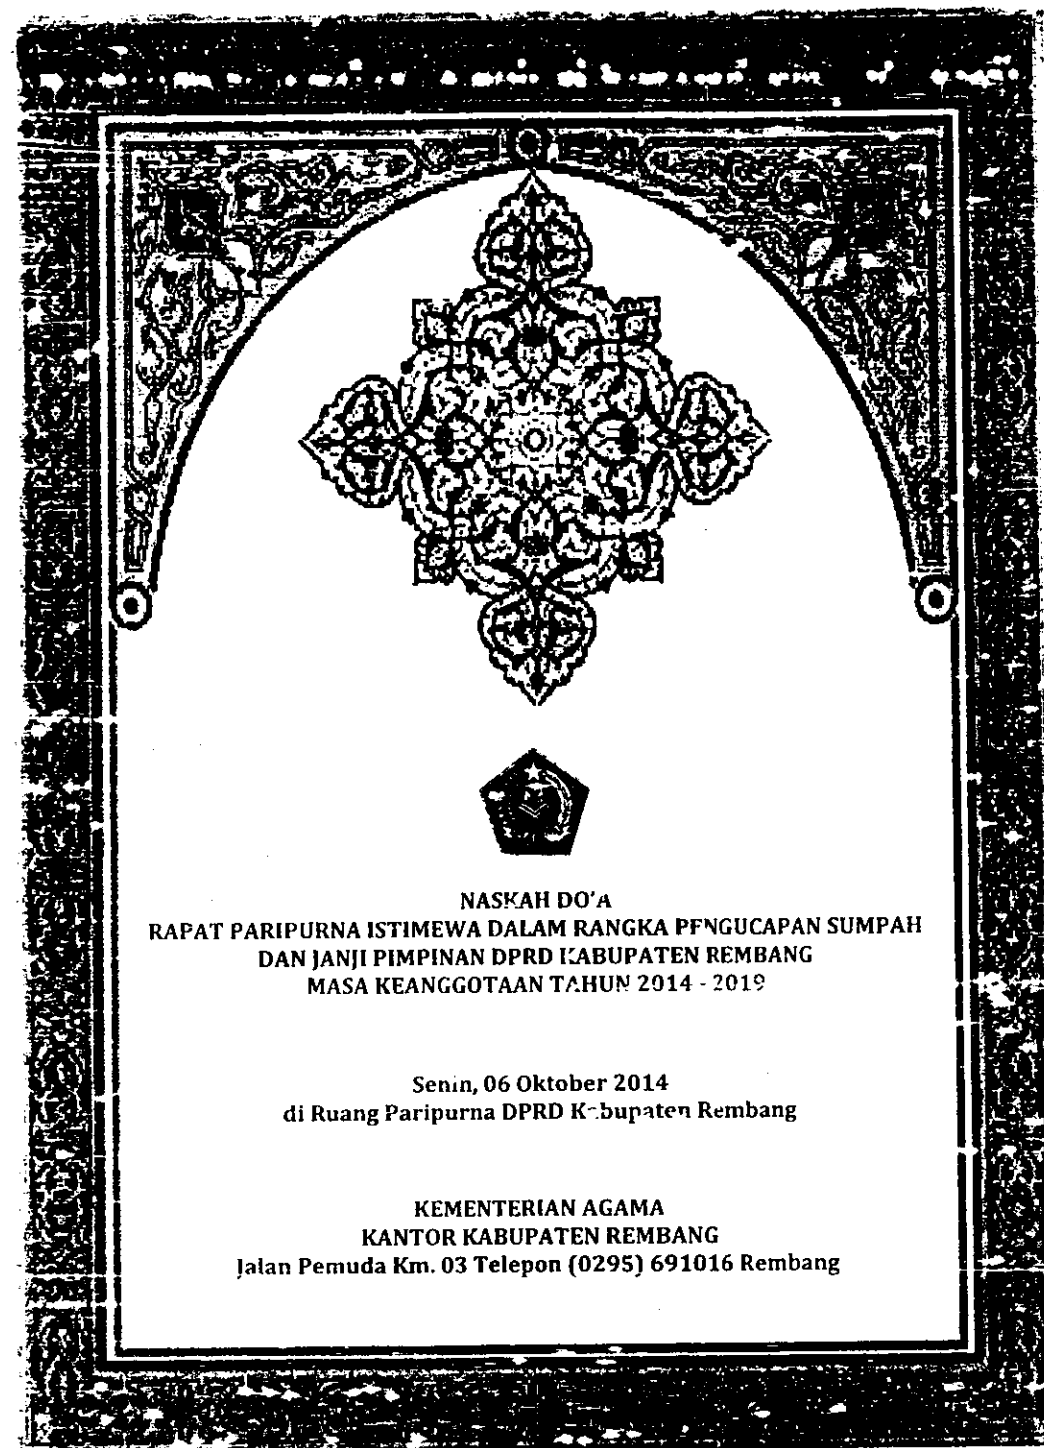 NASKAH DO'A
RAPAT PARIPURNA ISTIMEWA DALAM RANGKA PENGUCAPAN SUMPAH
DAN JANJI PIMPINAN DPRD KABUPATEN REMBANG
MASA KEANGGOTAAN TAHUN 2014 - 2019
Senin, 06 Oktober 2014
di Ruang Paripurna DPRD Kabupaten Rembang
KEMENTERIAN AGAMA
KANTOR KABUPATEN REMBANG
Jalan Pemuda Km. 03 Telepon (0295) 691016 Rembang